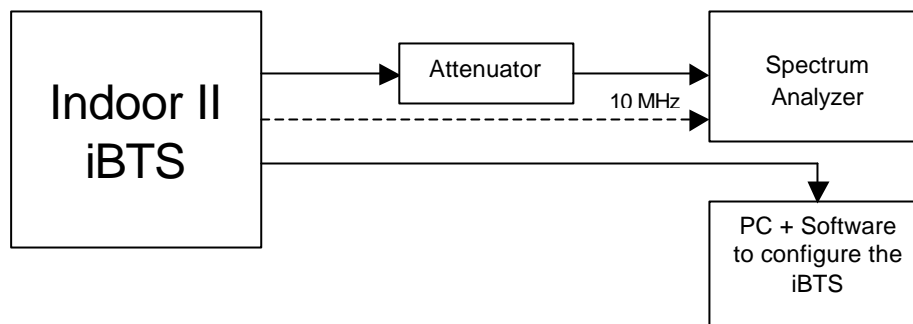 Indoor II
iBTS
Attenuator
10 MHz
Spectrum
Analyzer
PC + Software
to configure the
iBTS